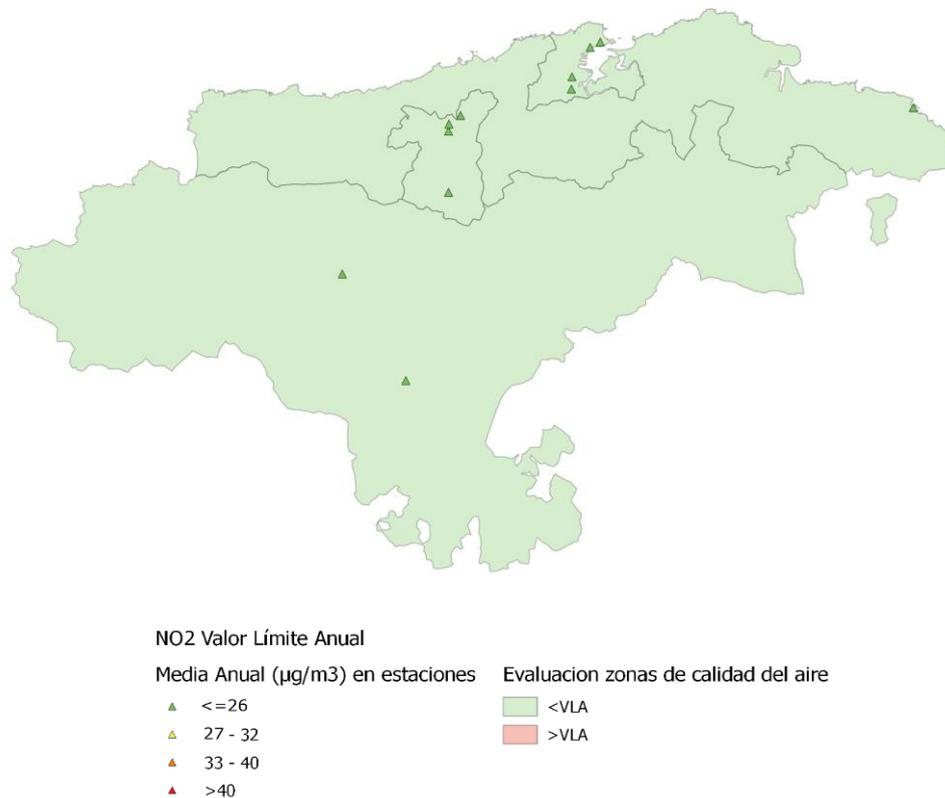 NO2 Valor Límite Anual
Media Anual (µg/m3) en estaciones
<=26
27 - 32
33 - 40
>40
Evaluacion zonas de calidad del aire
<VLA
>VLA